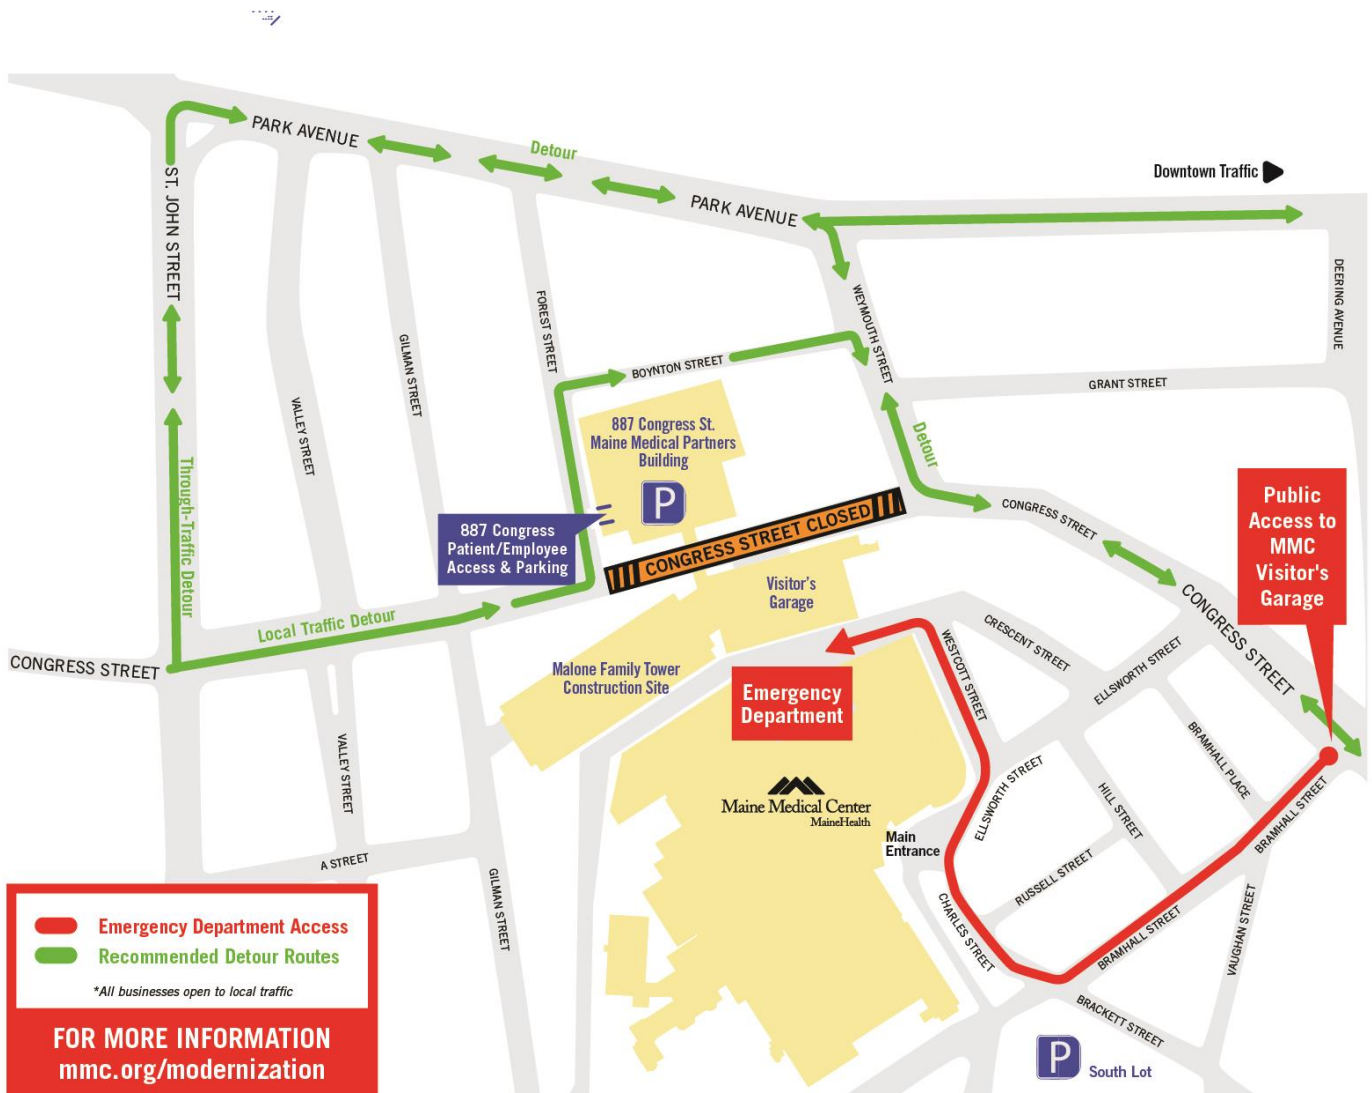 PARK AVENUE
Detour
Downtown Traffic
PARK AVENUE
ST. JOHN STREET
DEERING AVENUE
WEYMOUTH STREET
FOREST STREET
GILMAN STREET
BOYNTON STREET
GRANT STREET
VALLEY STREET
887 Congress St.
Maine Medical Partners
Building
Detour
Through-Traffic Detour
P
CONGRESS STREET CLOSED
CONGRESS STREET
Public
Access to
MMC
Visitor's
Garage
887 Congress
Patient/Employee
Access & Parking
Visitor's
Garage
Local Traffic Detour
CONGRESS STREET
CRESCENT STREET
WESTCOTT STREET
ELLSWORTH STREET
CONGRESS STREET
Malone Family Tower
Construction Site
Emergency
Department
BRAMHALL PLACE
VALLEY STREET
ELLSWORTH STREET
HILL STREET
BRAMHALL STREET
Maine Medical Center
MaineHealth
Main
Entrance
A STREET
RUSSELL STREET
GILMAN STREET
CHARLES STREET
BRAMHALL STREET
VAUGHAN STREET
BRACKETT STREET
P
South Lot
Emergency Department Access
Recommended Detour Routes
*All businesses open to local traffic
FOR MORE INFORMATION
mmc.org/modernization